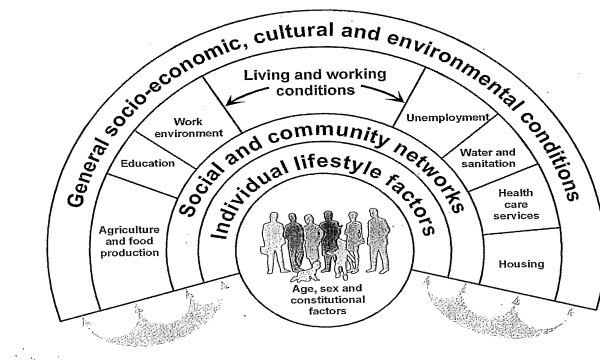 General socio-economic, cultural and environmental conditions
Living and working
conditions
Work
environment
Unemployment
Education
Water and
sanitation
Agriculture
and food
production
Health
care
services
Housing
Social and community networks
Individual lifestyle factors
Age, sex and
constitutional
factors